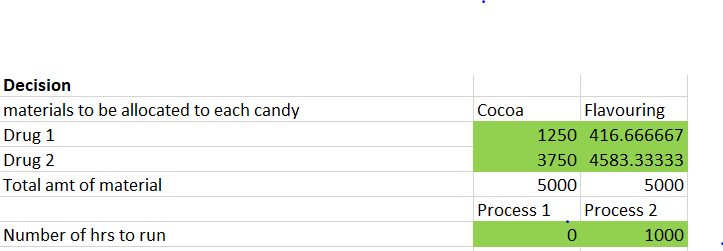 Decision
materials to be allocated to each candy Cocoa Flavouring
Drug 1 1250 416.666667
Drug 2 3750 4583.33333
Total amt of material 5000 5000
Process 1 Process 2
Number of hrs to run 0 1000